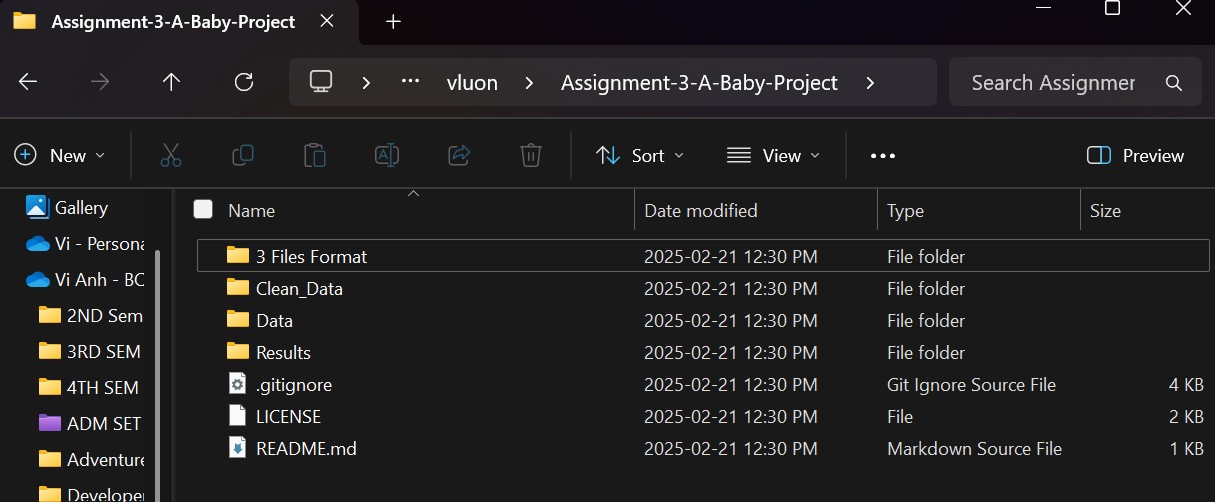 Assignment-3-A-Baby-Project
vluon Assignment-3-A-Baby-Project Search Assignmer
New Sort View Preview
Gallery
Vi - Persona
Vi Anh - BC
2ND Sem
3RD SEM
4TH SEM
ADM SET
Adventure
Developer
Name Date modified Type Size
3 Files Format 2025-02-21 12:30 PM File folder
Clean_Data 2025-02-21 12:30 PM File folder
Data 2025-02-21 12:30 PM File folder
Results 2025-02-21 12:30 PM File folder
.gitignore 2025-02-21 12:30 PM Git Ignore Source File 4 KB
LICENSE 2025-02-21 12:30 PM File 2 KB
README.md 2025-02-21 12:30 PM Markdown Source File 1 KB